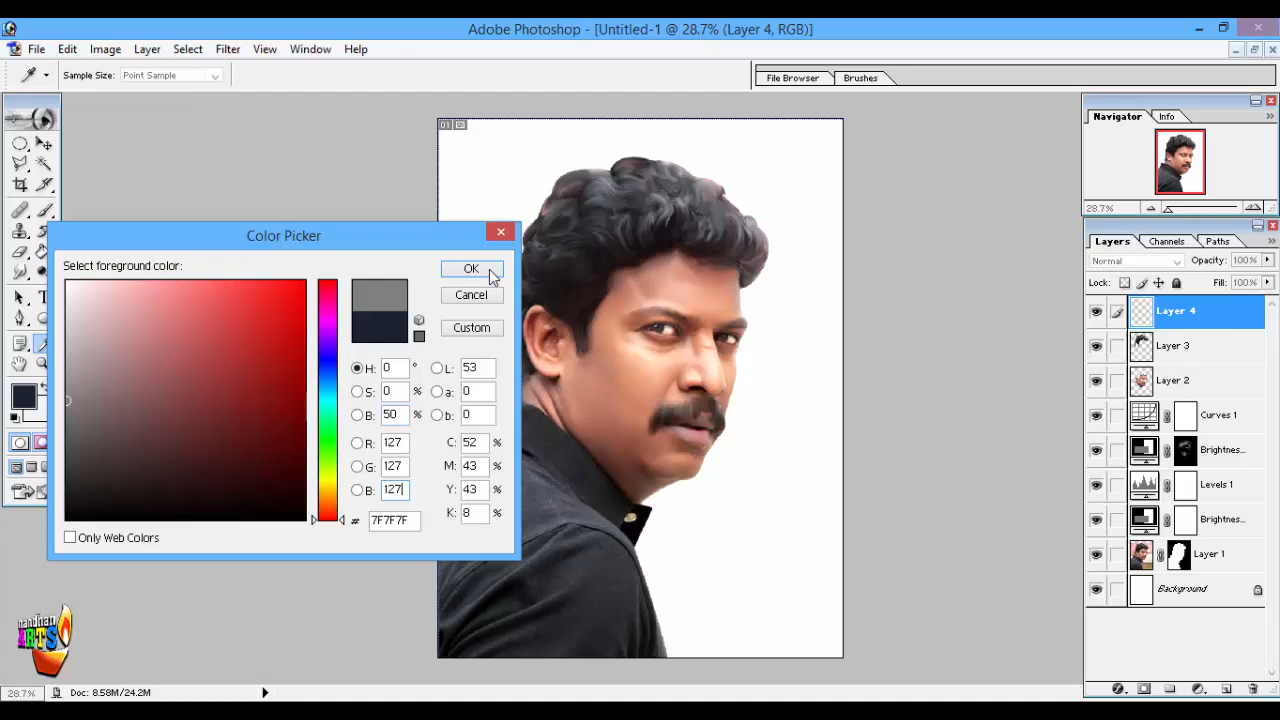 Adobe Photoshop - [Untitled-1 @ 28.7% (Layer 4, RGB)]
File Edit Image Layer Select Filter View Window Help
Sample Size: Point Sample
File Browser Brushes
Navigator Info
28.7%
Color Picker
Select foreground color:
OK
Cancel
Custom
H: 0 ° L: 53
S: 0 % a: 0
B: 50 % b: 0
R: 127 C: 52 %
G: 127 M: 43 %
B: 127 Y: 43 %
K: 8 %
# 7F7F7F
Only Web Colors
01
Layers Channels Paths
Normal Opacity: 100%
Lock: Fill: 100%
Layer 4
Layer 3
Layer 2
Curves 1
Brightnes...
Levels 1
Brightnes...
Layer 1
Background
nandhan
ARTS
28.7% Doc: 8.58M/24.2M